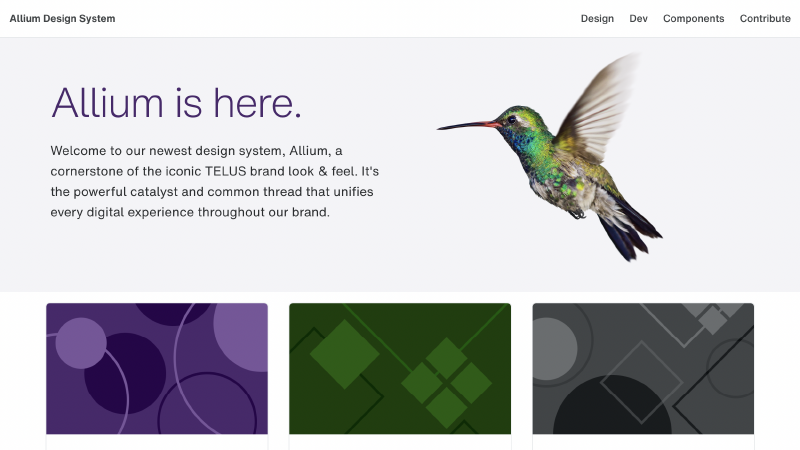 Allium Design System
Design
Dev
Components
Contribute
Allium is here.
Welcome to our newest design system, Allium, a
cornerstone of the iconic TELUS brand look & feel. It's
the powerful catalyst and common thread that unifies
every digital experience throughout our brand.